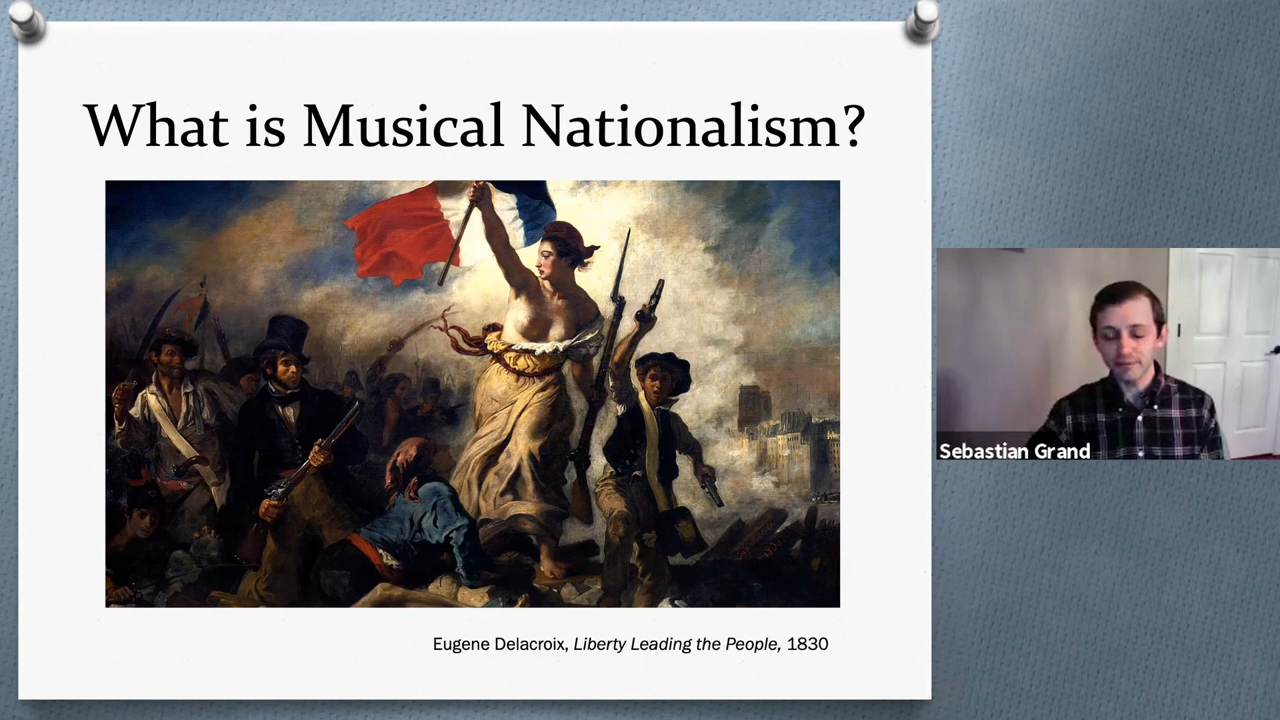 What is Musical Nationalism?
Eugene Delacroix, Liberty Leading the People, 1830
Sebastian Grand